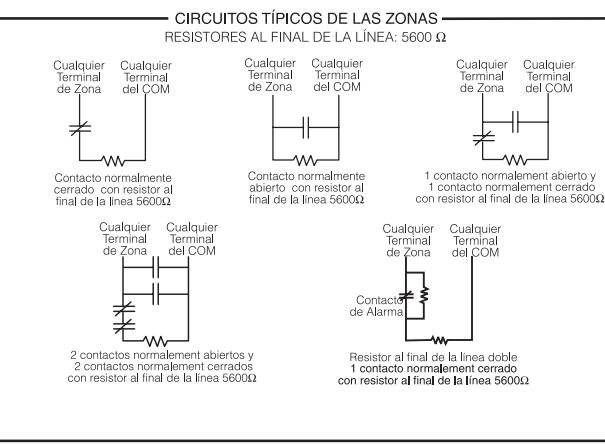 CIRCUITOS TÍPICOS DE LAS ZONAS
RESISTORES AL FINAL DE LA LÍNEA: 5600 Ω
Cualquier Terminal de Zona
Cualquier Terminal del COM
Contacto normalmente
cerrado con resistor al
final de la línea 5600Ω
Cualquier Terminal de Zona
Cualquier Terminal del COM
Contacto normalmente
abierto con resistor al
final de la línea 5600Ω
Cualquier Terminal de Zona
Cualquier Terminal del COM
1 contacto normalement abierto y
1 contacto normalement cerrado
con resistor al final de la línea 5600Ω
Cualquier Terminal de Zona
Cualquier Terminal del COM
2 contactos normalement abiertos y
2 contactos normalement cerrados
con resistor al final de la línea 5600Ω
Cualquier Terminal de Zona
Cualquier Terminal del COM
Contacto
de Alarma
Resistor al final de la línea doble
1 contacto normalement cerrado
con resistor al final de la línea 5600Ω